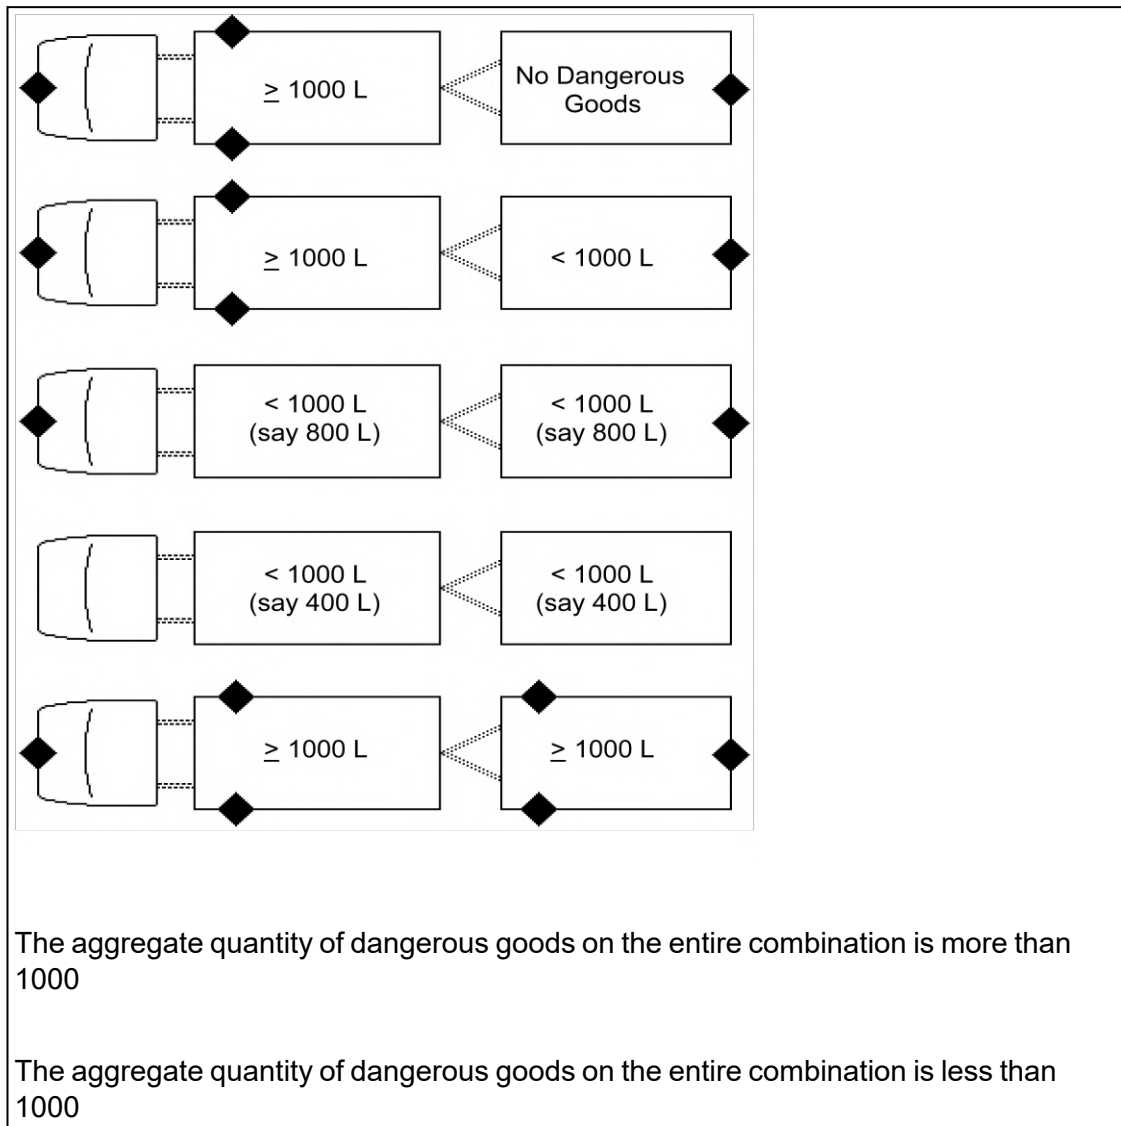 ≥ 1000 L
No Dangerous
Goods
≥ 1000 L
< 1000 L
< 1000 L
(say 800 L)
< 1000 L
(say 800 L)
< 1000 L
(say 400 L)
< 1000 L
(say 400 L)
≥ 1000 L
≥ 1000 L
The aggregate quantity of dangerous goods on the entire combination is more than
1000
The aggregate quantity of dangerous goods on the entire combination is less than
1000